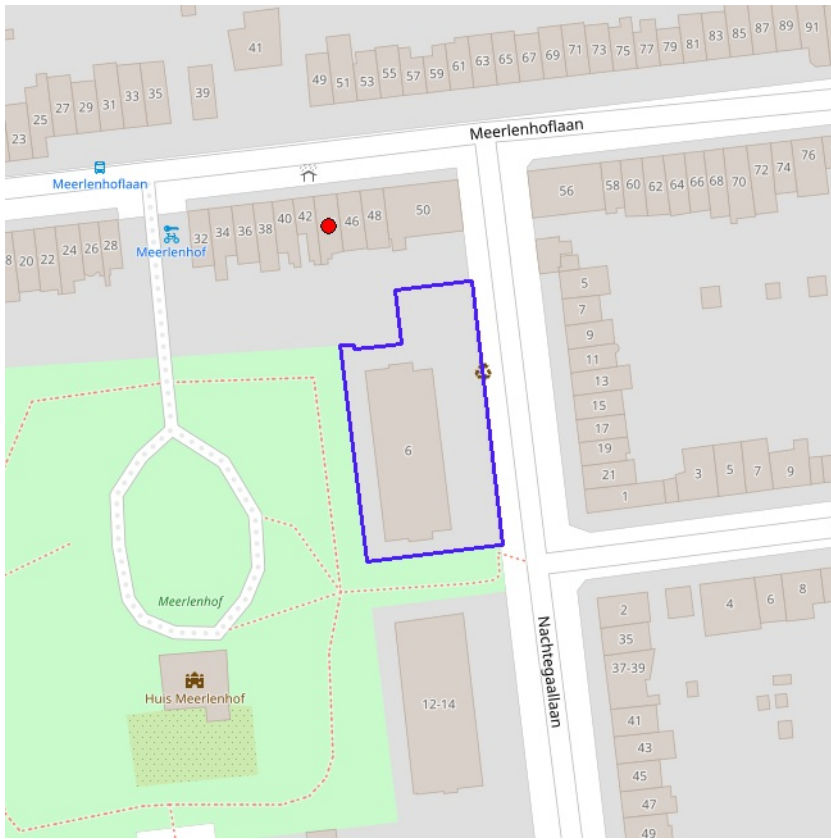 41
49 51 53 55 57 59 61 63 65 67 69 71 73 75 77 79 81 83 85 87 89 91
23 25 27 29 31 33 35 39
Meerlenhoflaan
Meerlenhoflaan
56 58 60 62 64 66 68 70 72 74 76
Meerlenhof
32 34 36 38 40 42 46 48 50
8 20 22 24 26 28
5
7
9
11
13
15
17
19
21
1
3 5 7 9
6
Meerlenhof
2
4 6 8
35
37-39
Huis Meerlenhof
12-14
Nachtegaallaan
41
43
45
47
49